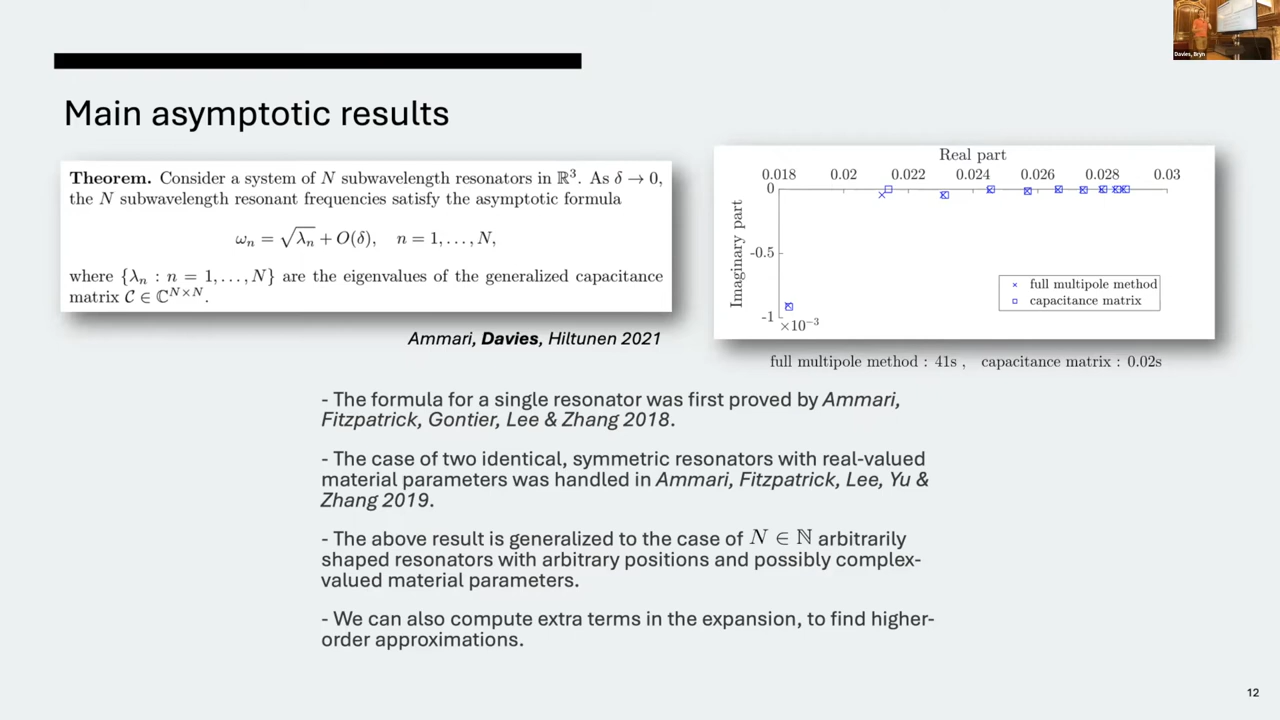 Davies, Bryn
Main asymptotic results
Theorem. Consider a system of N subwavelength resonators in ℝ³. As δ → 0,
the N subwavelength resonant frequencies satisfy the asymptotic formula
ωₙ = √λₙ + O(δ), n = 1, . . . , N,
where {λₙ : n = 1, . . . , N} are the eigenvalues of the generalized capacitance
matrix 𝒞 ∈ ℂᴺˣᴺ.
Ammari, Davies, Hiltunen 2021
Real part
0.018 0.02 0.022 0.024 0.026 0.028 0.03
0
-0.5
-1
×10⁻³
Imaginary part
full multipole method
capacitance matrix
full multipole method : 41s , capacitance matrix : 0.02s
- The formula for a single resonator was first proved by Ammari,
Fitzpatrick, Gontier, Lee & Zhang 2018.
- The case of two identical, symmetric resonators with real-valued
material parameters was handled in Ammari, Fitzpatrick, Lee, Yu &
Zhang 2019.
- The above result is generalized to the case of N ∈ ℕ arbitrarily
shaped resonators with arbitrary positions and possibly complex-
valued material parameters.
- We can also compute extra terms in the expansion, to find higher-
order approximations.
12